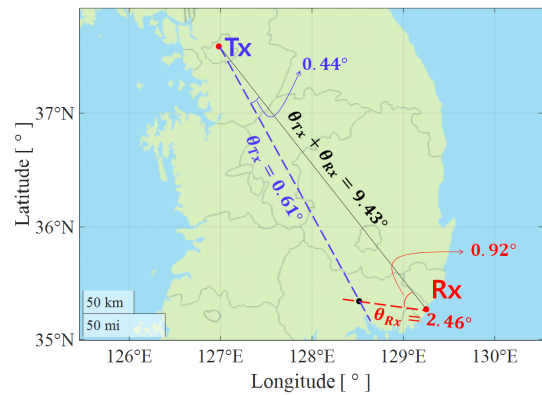 Tx
0.44°
37°N
θTx + θRx = 9.43°
θTx = 0.61°
Latitude [ ° ]
36°N
0.92°
Rx
50 km
50 mi
θRx = 2.46°
35°N
126°E 127°E 128°E 129°E 130°E
Longitude [ ° ]